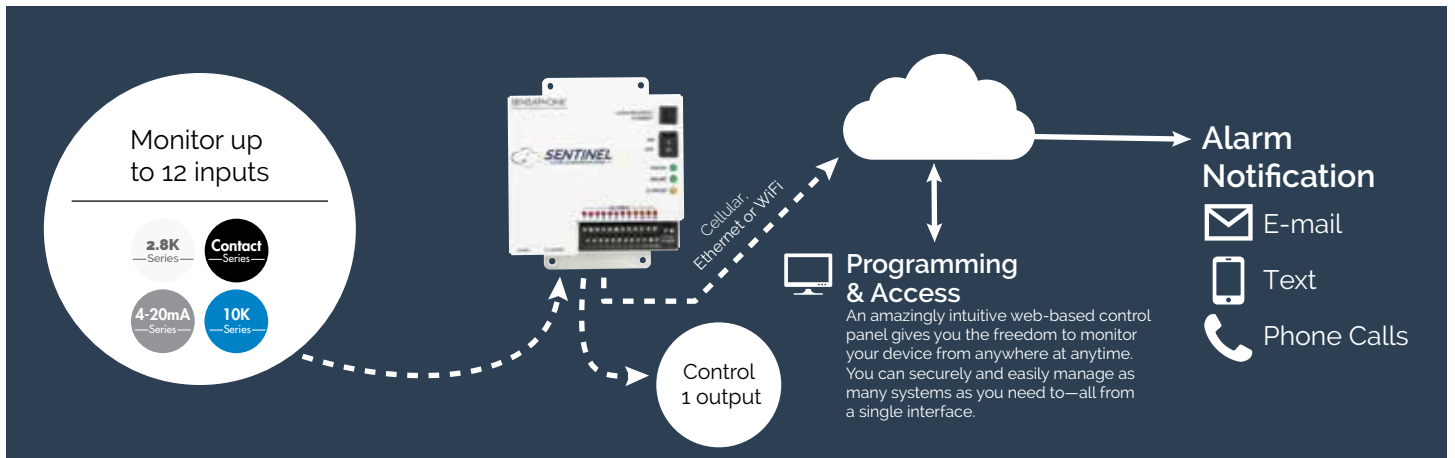 Monitor up
to 12 inputs
2.8K
Series
Contact
Series
4-20mA
Series
10K
Series
SENSAPHONE
SENTINEL
Cellular,
Ethernet or WiFi
Control
1 output
Programming
& Access
An amazingly intuitive web-based control
panel gives you the freedom to monitor
your device from anywhere at anytime.
You can securely and easily manage as
many systems as you need to—all from
a single interface.
Alarm
Notification
E-mail
Text
Phone Calls